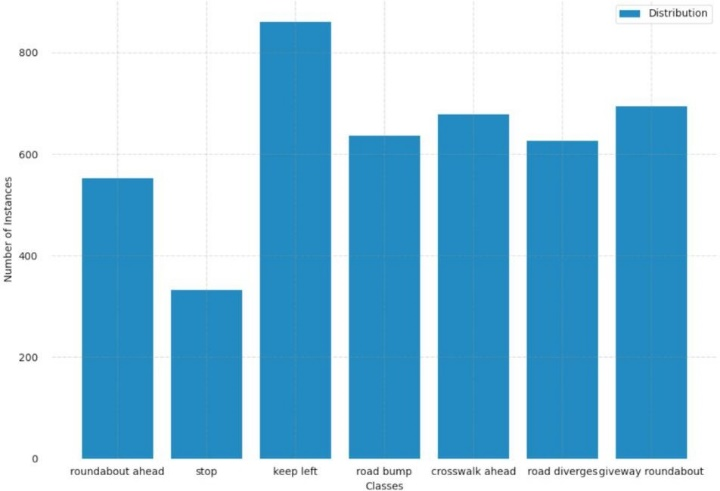 Distribution
800
600
400
200
0
Number of Instances
roundabout ahead stop keep left road bump crosswalk ahead road diverges giveway roundabout
Classes